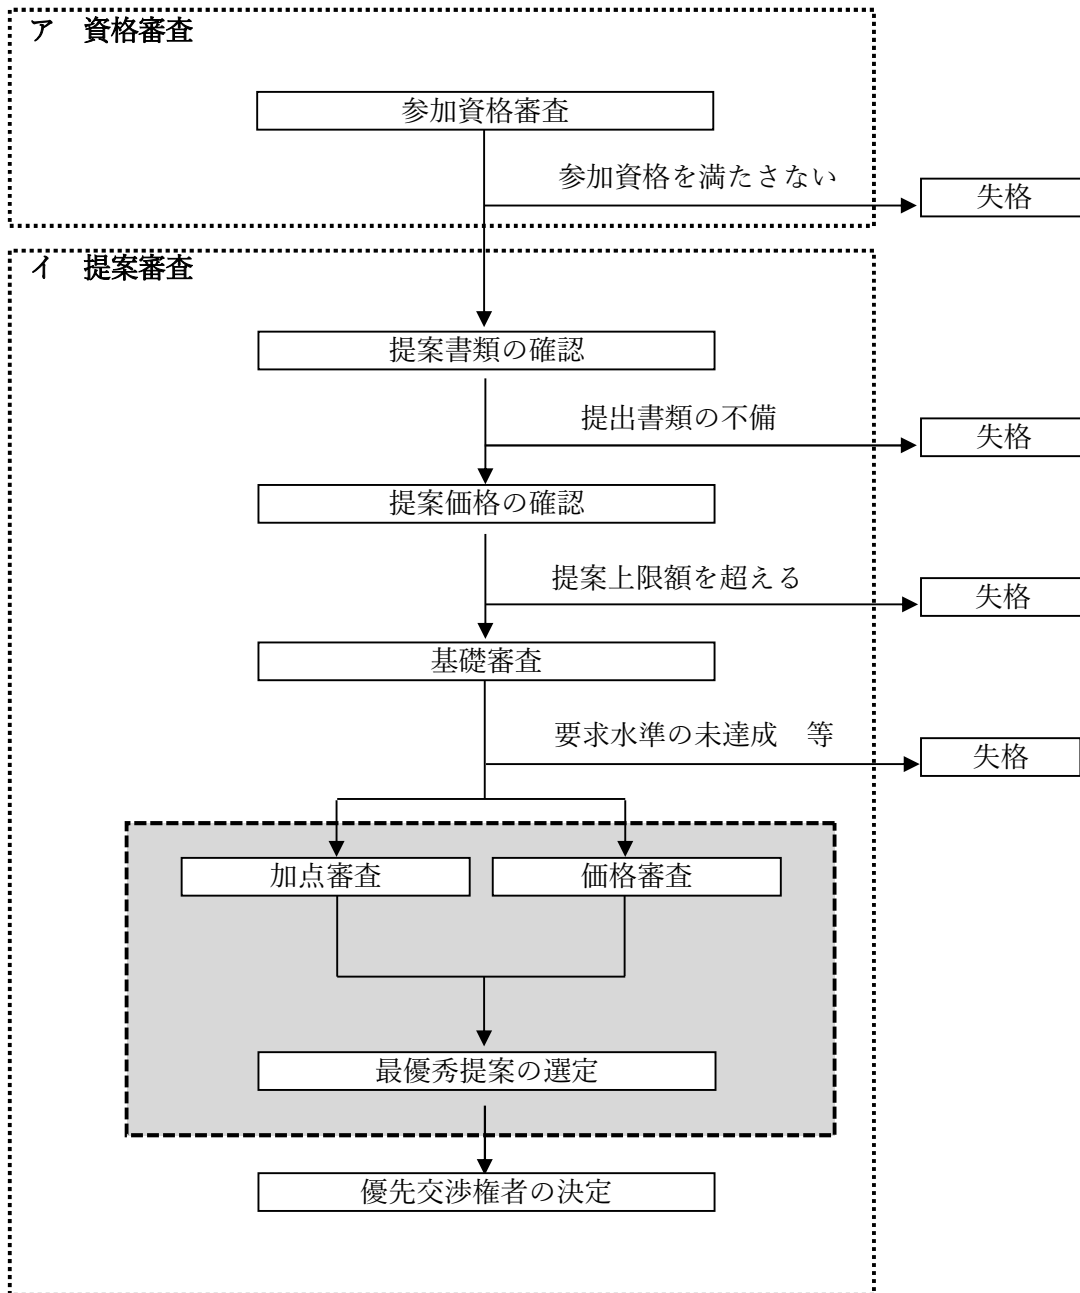 ア　資格審査
参加資格審査
参加資格を満たさない
失格
イ　提案審査
提案書類の確認
提出書類の不備
失格
提案価格の確認
提案上限額を超える
失格
基礎審査
要求水準の未達成　等
失格
加点審査
価格審査
最優秀提案の選定
優先交渉権者の決定